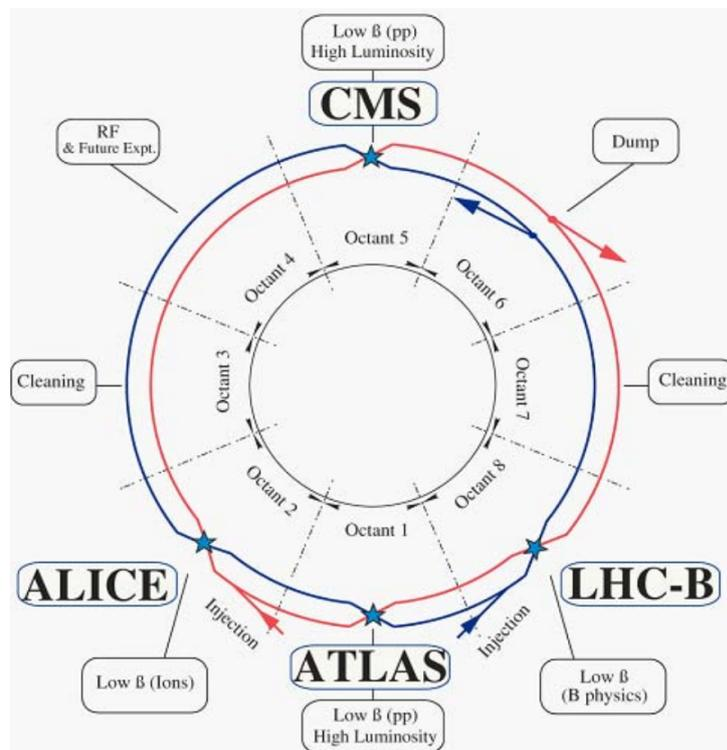 Low ß (pp)
High Luminosity
CMS
RF
& Future Expt.
Dump
Octant 5
Octant 4
Octant 6
Cleaning
Octant 3
Octant 7
Cleaning
Octant 2
Octant 8
Octant 1
ALICE
LHC-B
Injection
Injection
ATLAS
Low ß (Ions)
Low ß
(B physics)
Low ß (pp)
High Luminosity